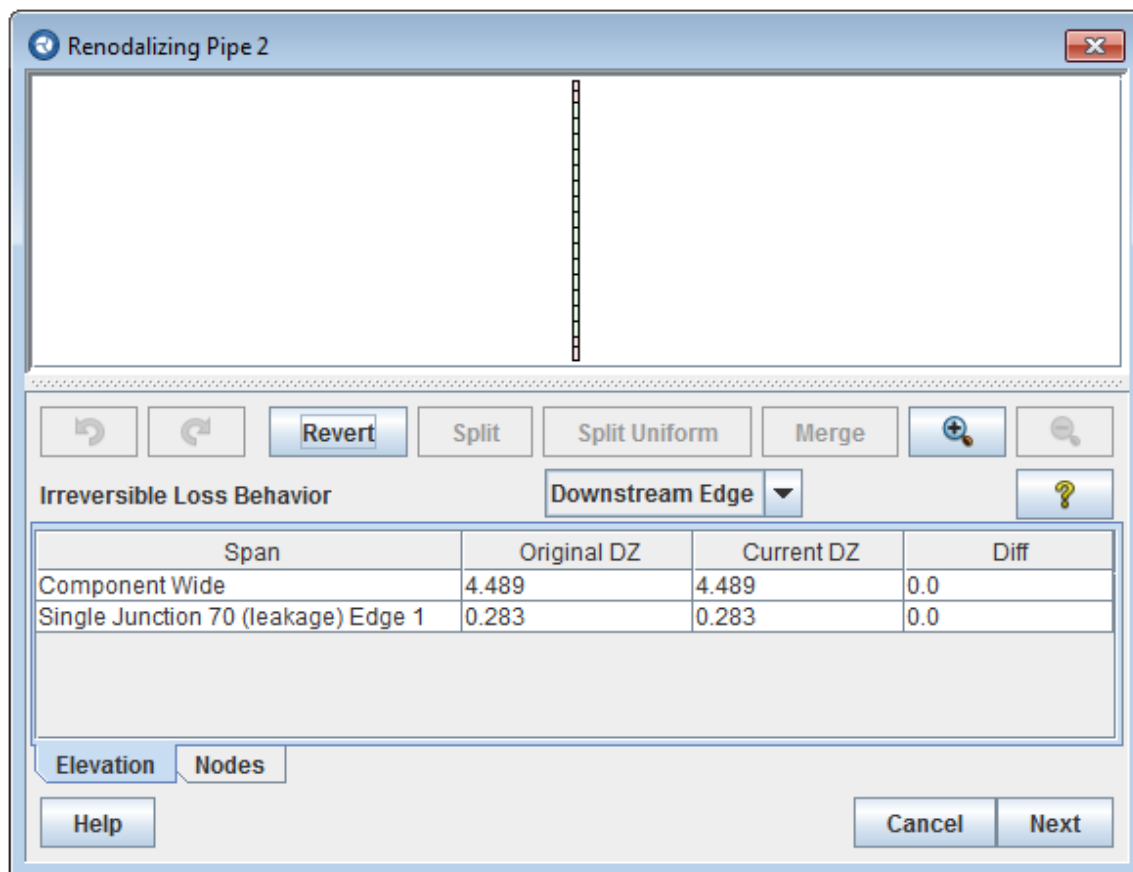 Renodalizing Pipe 2
Revert Split Split Uniform Merge
Irreversible Loss Behavior Downstream Edge
Span Original DZ Current DZ Diff
Component Wide 4.489 4.489 0.0
Single Junction 70 (leakage) Edge 1 0.283 0.283 0.0
Elevation Nodes
Help Cancel Next